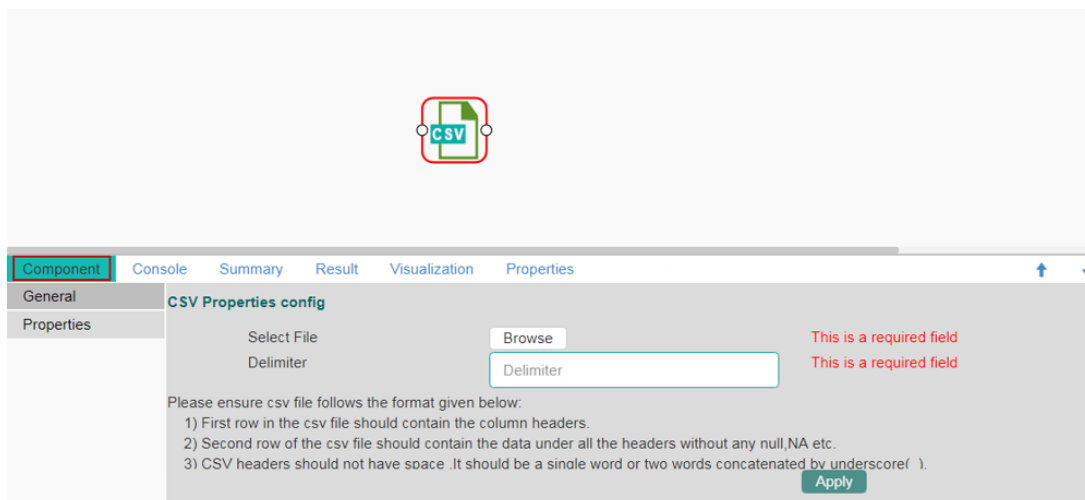 CSV
Component Console Summary Result Visualization Properties
General
Properties
CSV Properties config
Select File Browse This is a required field
Delimiter Delimiter This is a required field
Please ensure csv file follows the format given below:
1) First row in the csv file should contain the column headers.
2) Second row of the csv file should contain the data under all the headers without any null,NA etc.
3) CSV headers should not have space .It should be a single word or two words concatenated by underscore(_).
Apply